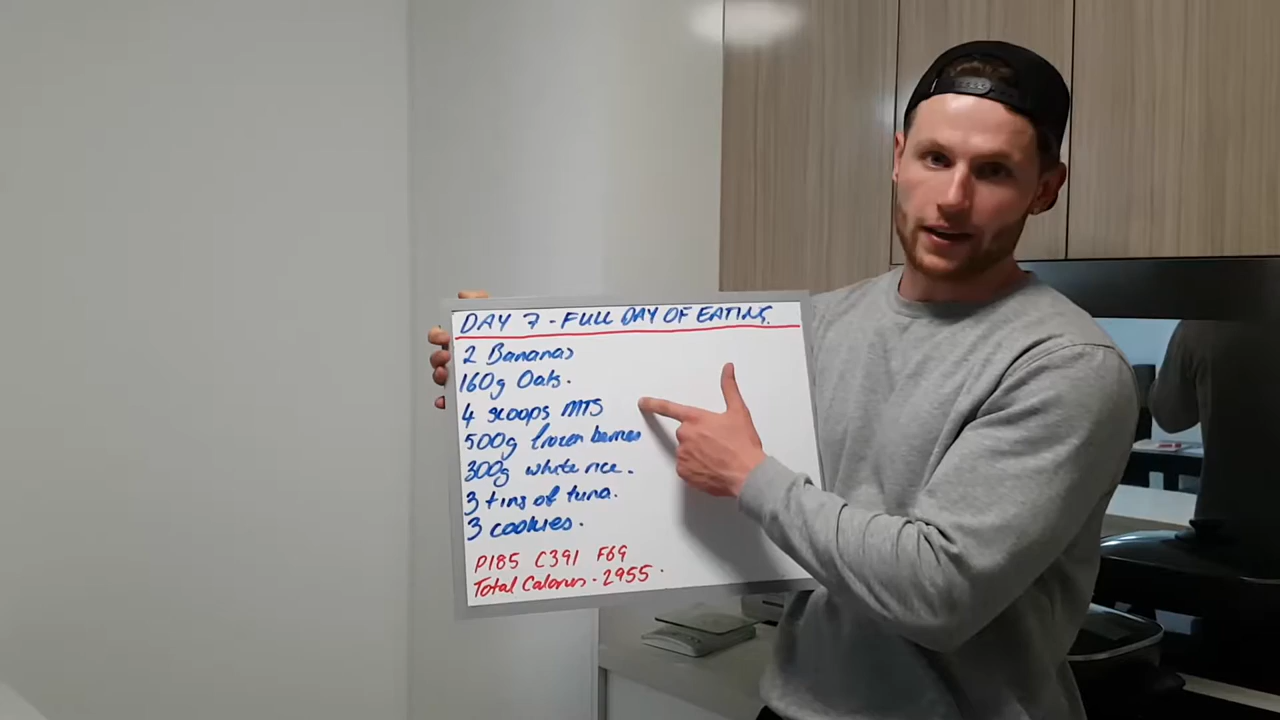 DAY 7 - FULL DAY OF EATING.
2 Bananas
160g Oats.
4 scoops MTS
500g frozen berries
300g white rice.
3 tins of tuna.
3 cookies.
P185 C391 F69
Total Calories - 2955.